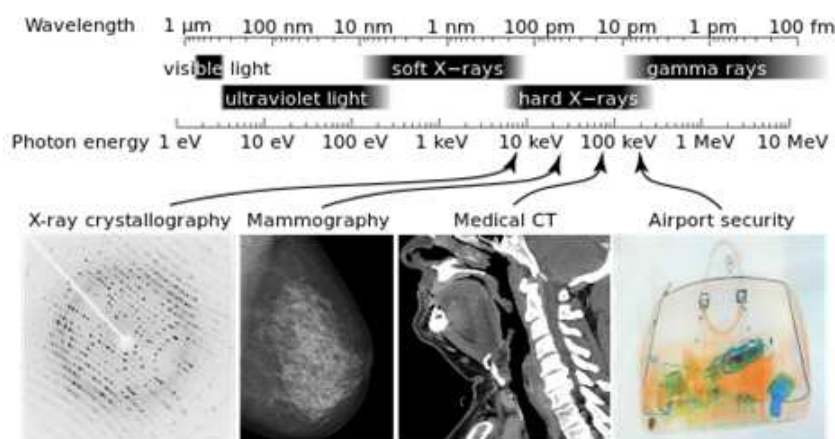 Wavelength 1 μm 100 nm 10 nm 1 nm 100 pm 10 pm 1 pm 100 fm
visible light soft X−rays gamma rays
ultraviolet light hard X−rays
Photon energy 1 eV 10 eV 100 eV 1 keV 10 keV 100 keV 1 MeV 10 MeV
X-ray crystallography Mammography Medical CT Airport security